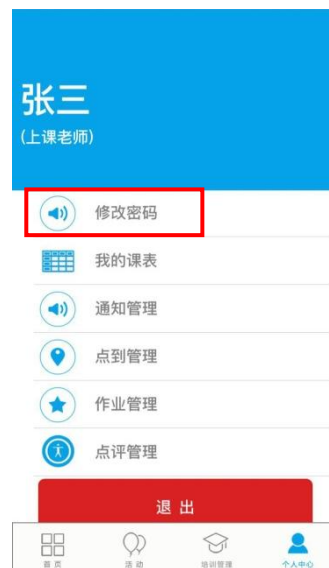 张三
(上课老师)
修改密码
我的课表
通知管理
点到管理
作业管理
点评管理
退 出
首 页
活 动
培训管理
个人中心